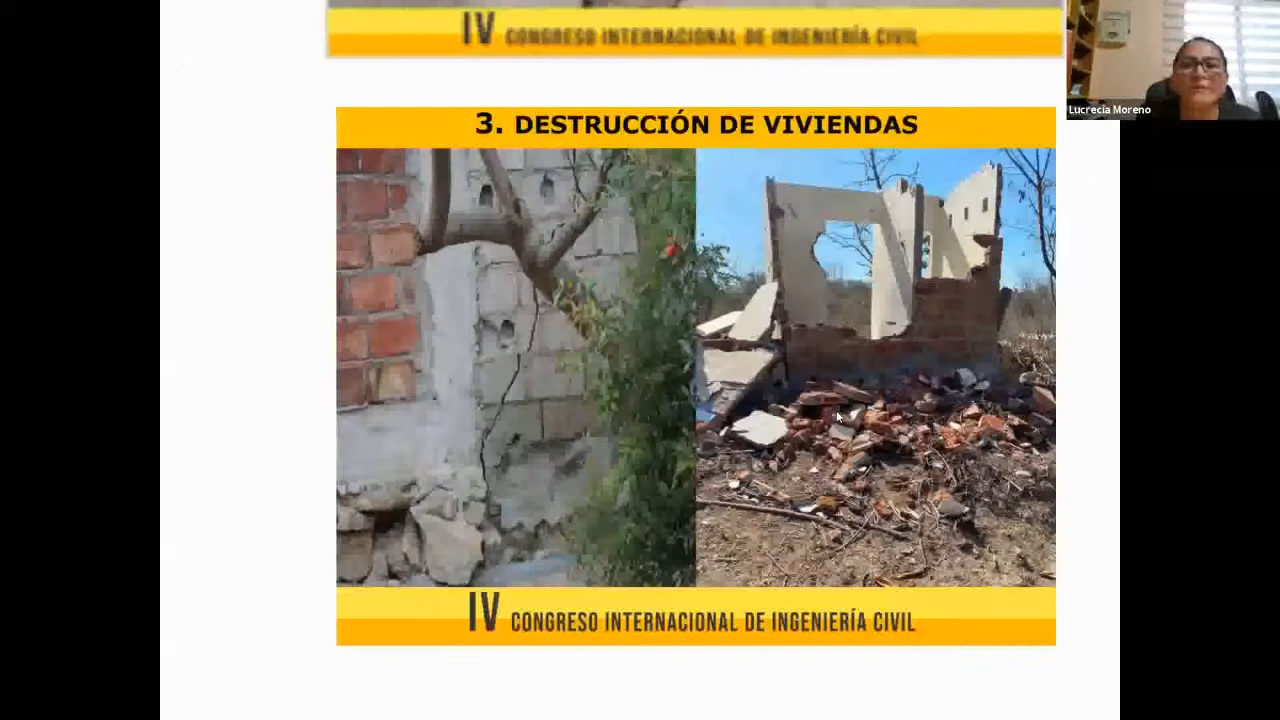 IV CONGRESO INTERNACIONAL DE INGENIERÍA CIVIL
Lucrecia Moreno
3. DESTRUCCIÓN DE VIVIENDAS
IV CONGRESO INTERNACIONAL DE INGENIERÍA CIVIL